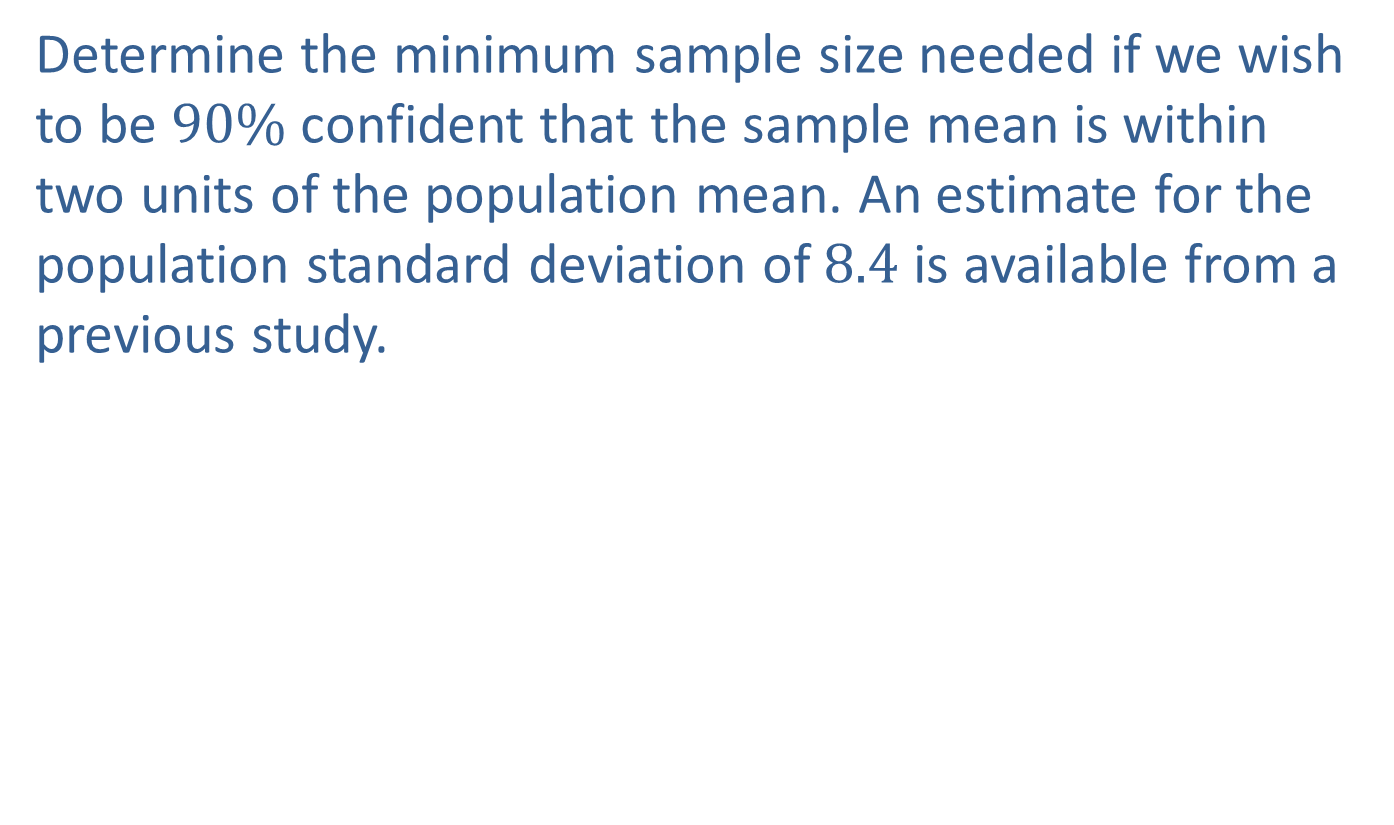 Determine the minimum sample size needed if we wish
to be 90% confident that the sample mean is within
two units of the population mean. An estimate for the
population standard deviation of 8.4 is available from a
previous study.